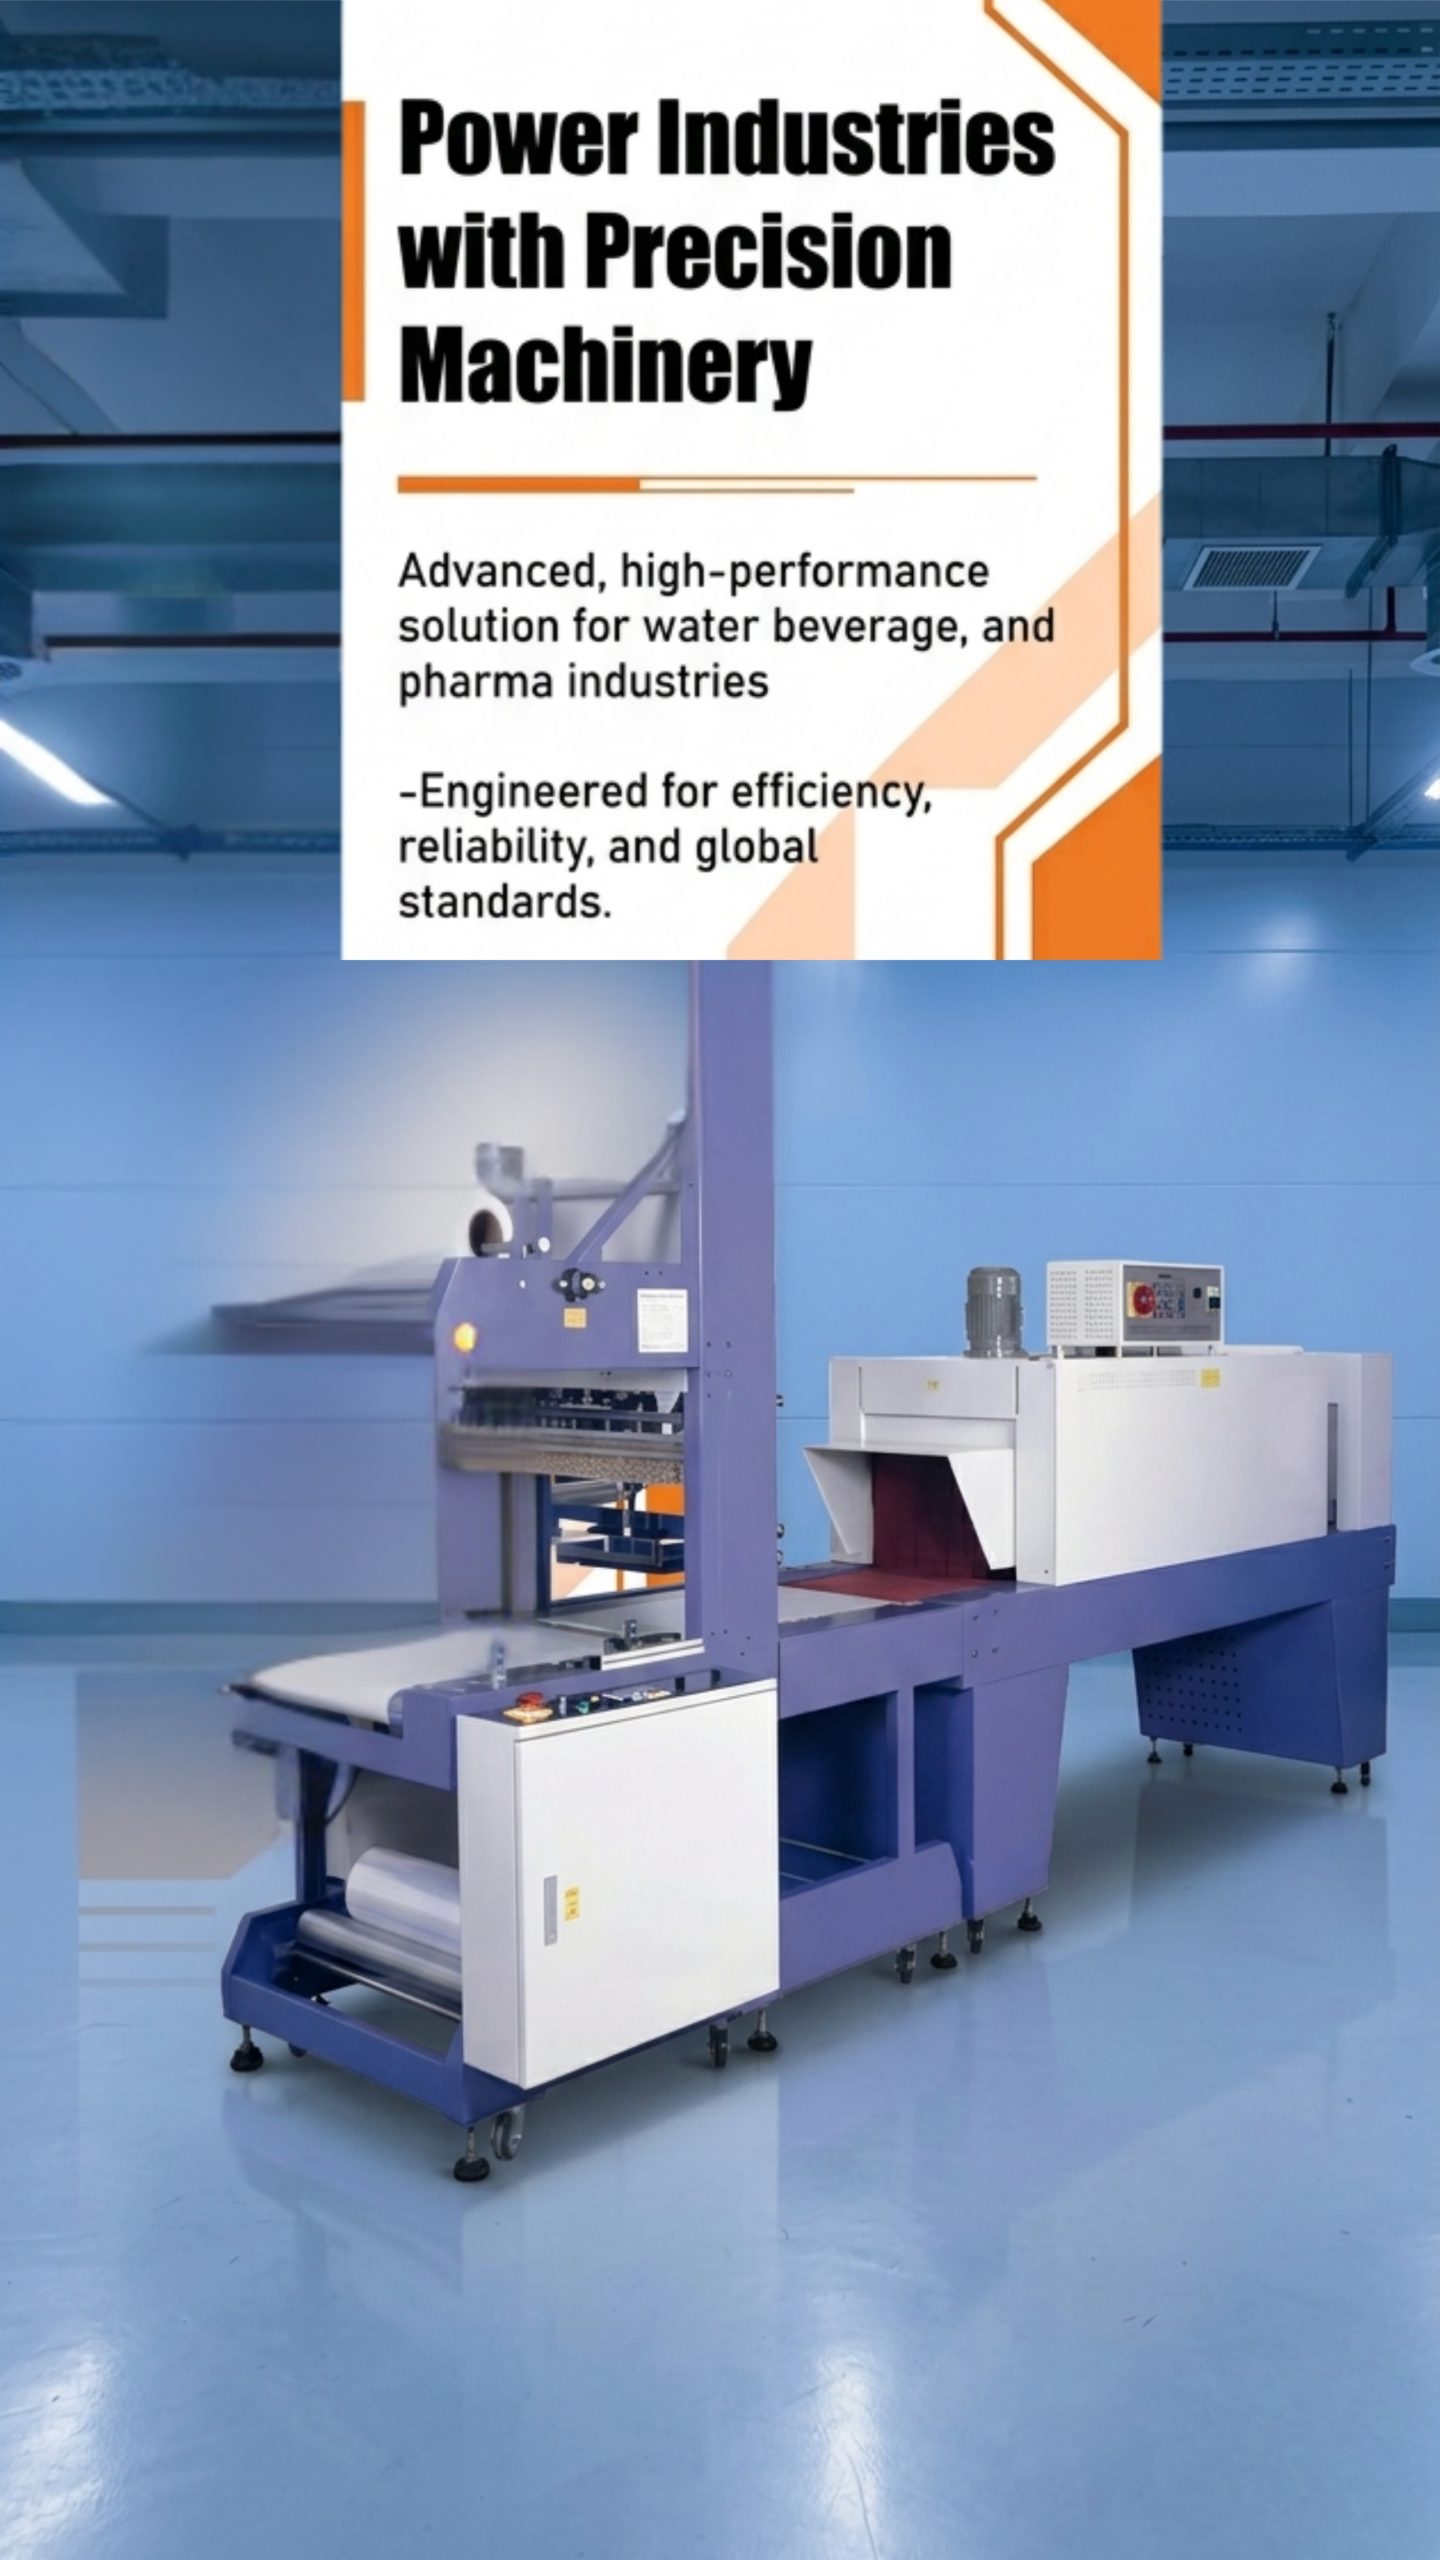 Power Industries
with Precision
Machinery
Advanced, high-performance
solution for water beverage, and
pharma industries
-Engineered for efficiency,
reliability, and global
standards.